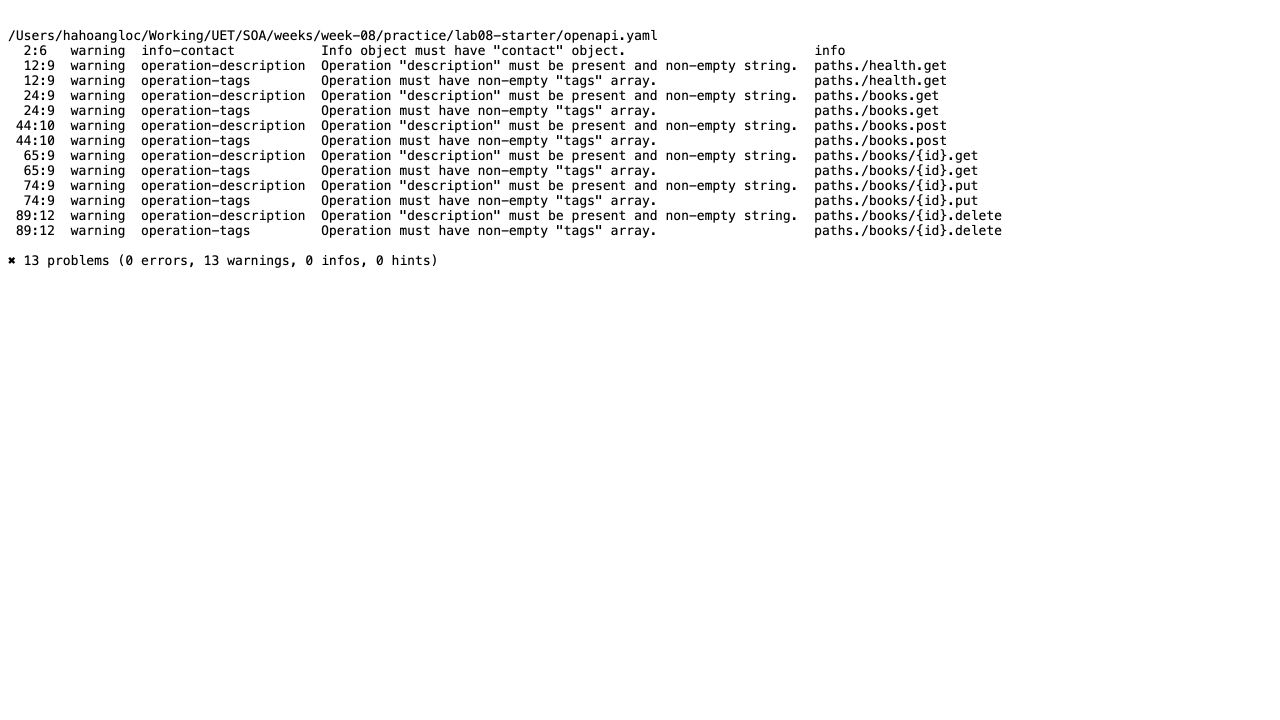 /Users/hahoangloc/Working/UET/SOA/weeks/week-08/practice/lab08-starter/openapi.yaml
2:6 warning info-contact Info object must have "contact" object. info
12:9 warning operation-description Operation "description" must be present and non-empty string. paths./health.get
12:9 warning operation-tags Operation must have non-empty "tags" array. paths./health.get
24:9 warning operation-description Operation "description" must be present and non-empty string. paths./books.get
24:9 warning operation-tags Operation must have non-empty "tags" array. paths./books.get
44:10 warning operation-description Operation "description" must be present and non-empty string. paths./books.post
44:10 warning operation-tags Operation must have non-empty "tags" array. paths./books.post
65:9 warning operation-description Operation "description" must be present and non-empty string. paths./books/{id}.get
65:9 warning operation-tags Operation must have non-empty "tags" array. paths./books/{id}.get
74:9 warning operation-description Operation "description" must be present and non-empty string. paths./books/{id}.put
74:9 warning operation-tags Operation must have non-empty "tags" array. paths./books/{id}.put
89:12 warning operation-description Operation "description" must be present and non-empty string. paths./books/{id}.delete
89:12 warning operation-tags Operation must have non-empty "tags" array. paths./books/{id}.delete
✖ 13 problems (0 errors, 13 warnings, 0 infos, 0 hints)